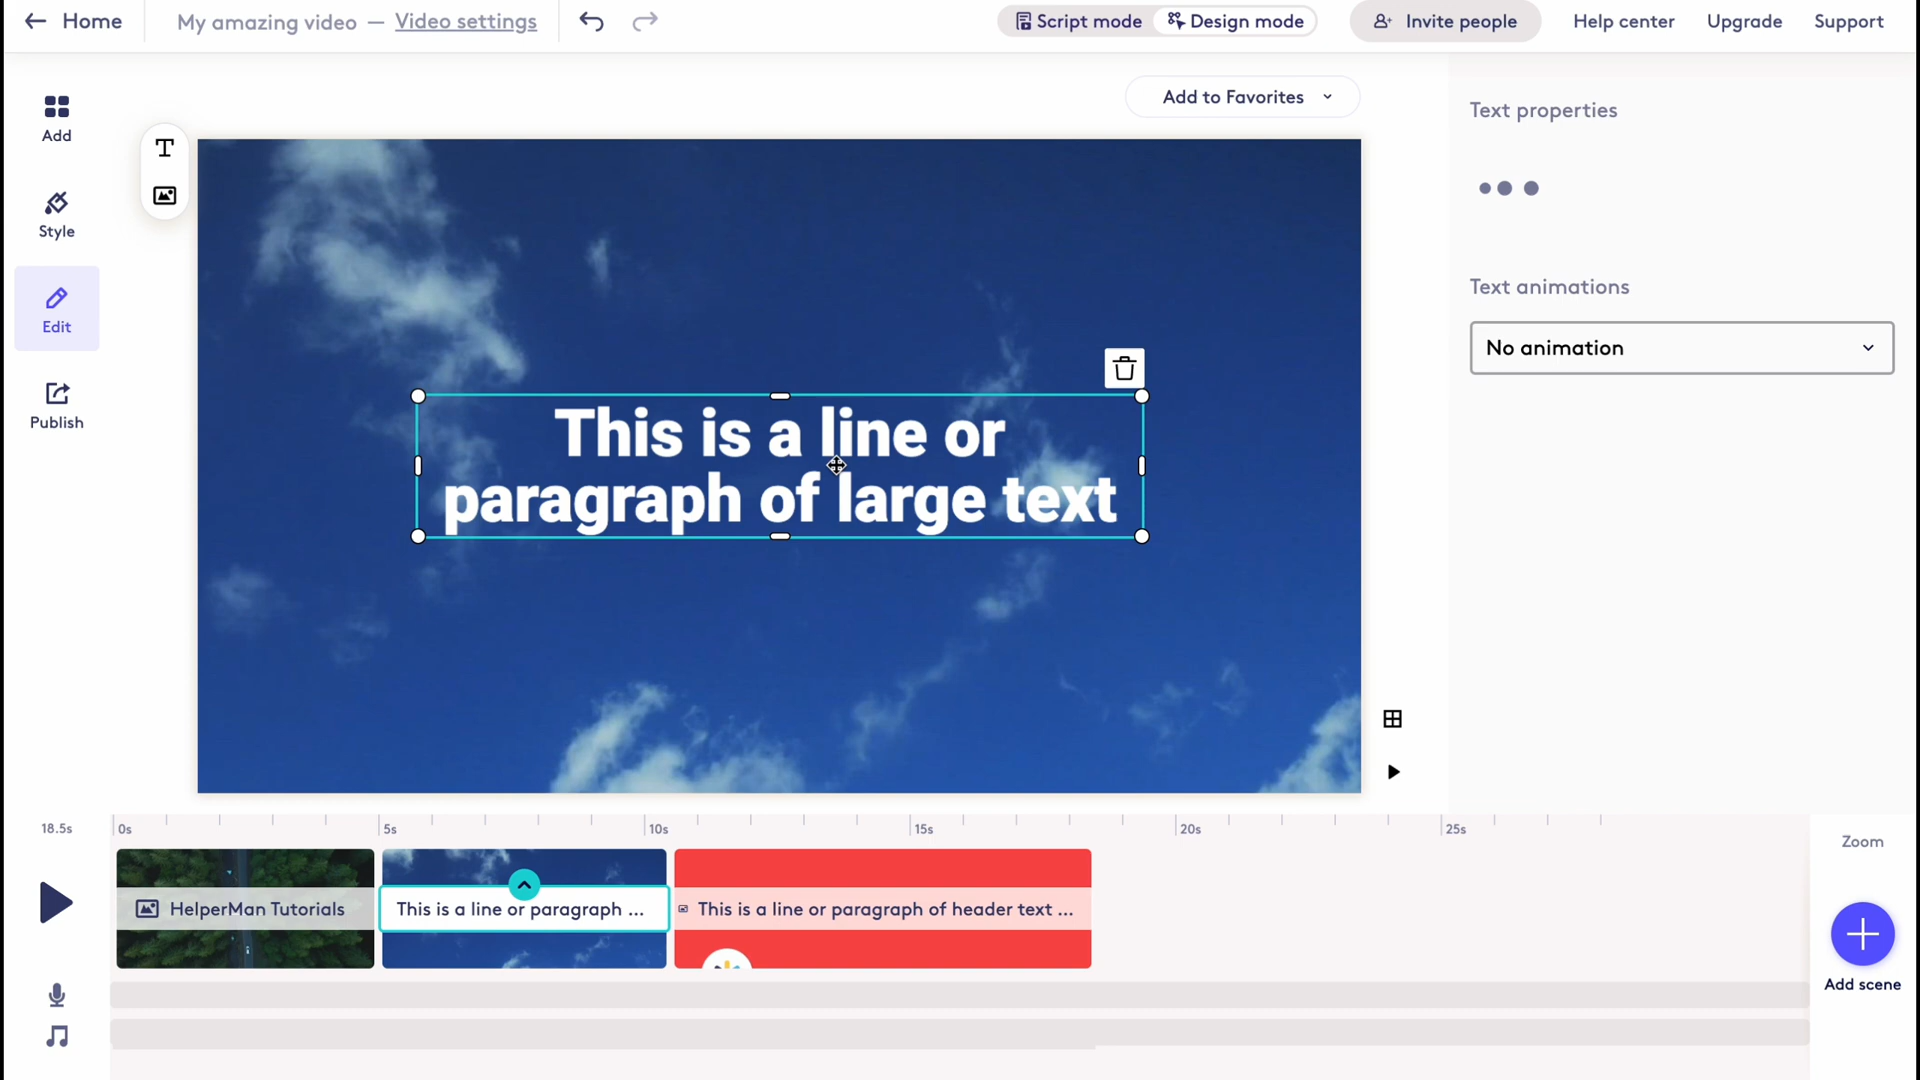 Home
My amazing video — Video settings
Script mode
Design mode
Invite people
Help center
Upgrade
Support
Add to Favorites
Add
Style
Edit
Publish
T
Text properties
Text animations
No animation
This is a line or
paragraph of large text
18.5s
0s
5s
10s
15s
20s
25s
Zoom
HelperMan Tutorials
This is a line or paragraph ...
This is a line or paragraph of header text ...
Add scene